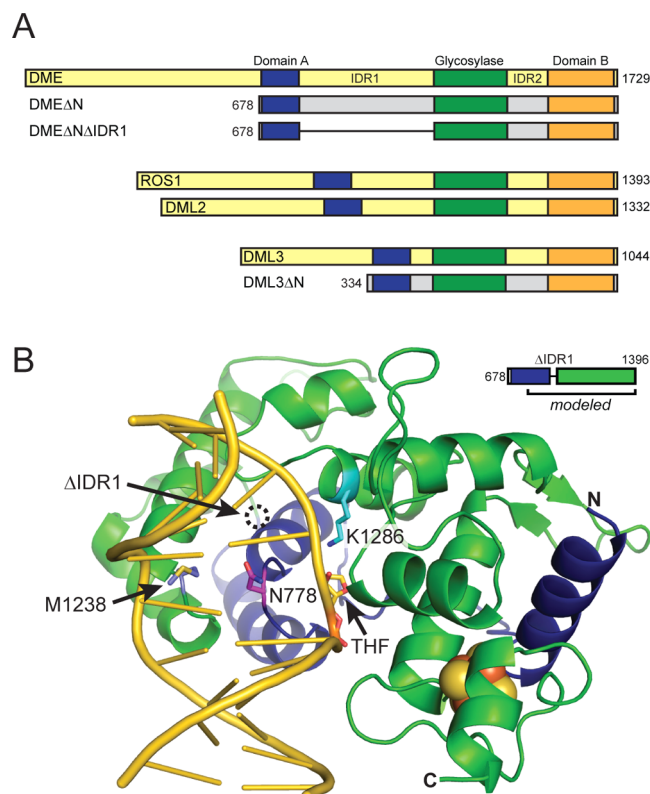 A
Domain A Glycosylase Domain B
DME IDR1 IDR2 1729
DMEΔN 678
DMEΔNΔIDR1 678
ROS1 1393
DML2 1332
DML3 1044
DML3ΔN 334
B
ΔIDR1 1396
678
modeled
ΔIDR1
N
K1286
M1238
N778
THF
C